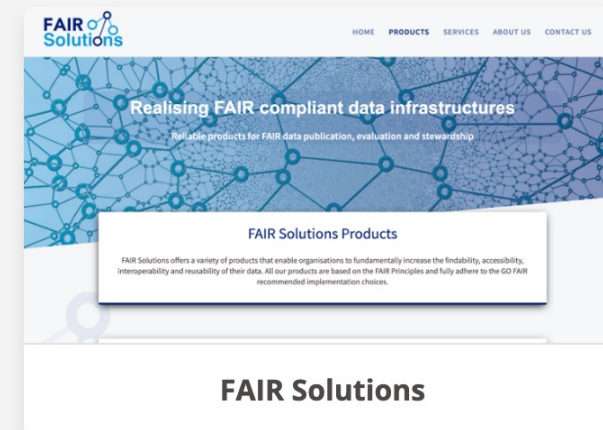 FAIR
Solutions
HOME PRODUCTS SERVICES ABOUT US CONTACT US
Realising FAIR compliant data infrastructures
Reliable products for FAIR data publication, evaluation and stewardship
FAIR Solutions Products
FAIR Solutions offers a variety of products that enable organisations to fundamentally increase the findability, accessibility,
interoperability and reusability of their data. All our products are based on the FAIR Principles and fully adhere to the GO FAIR
recommended implementation choices.
FAIR Solutions